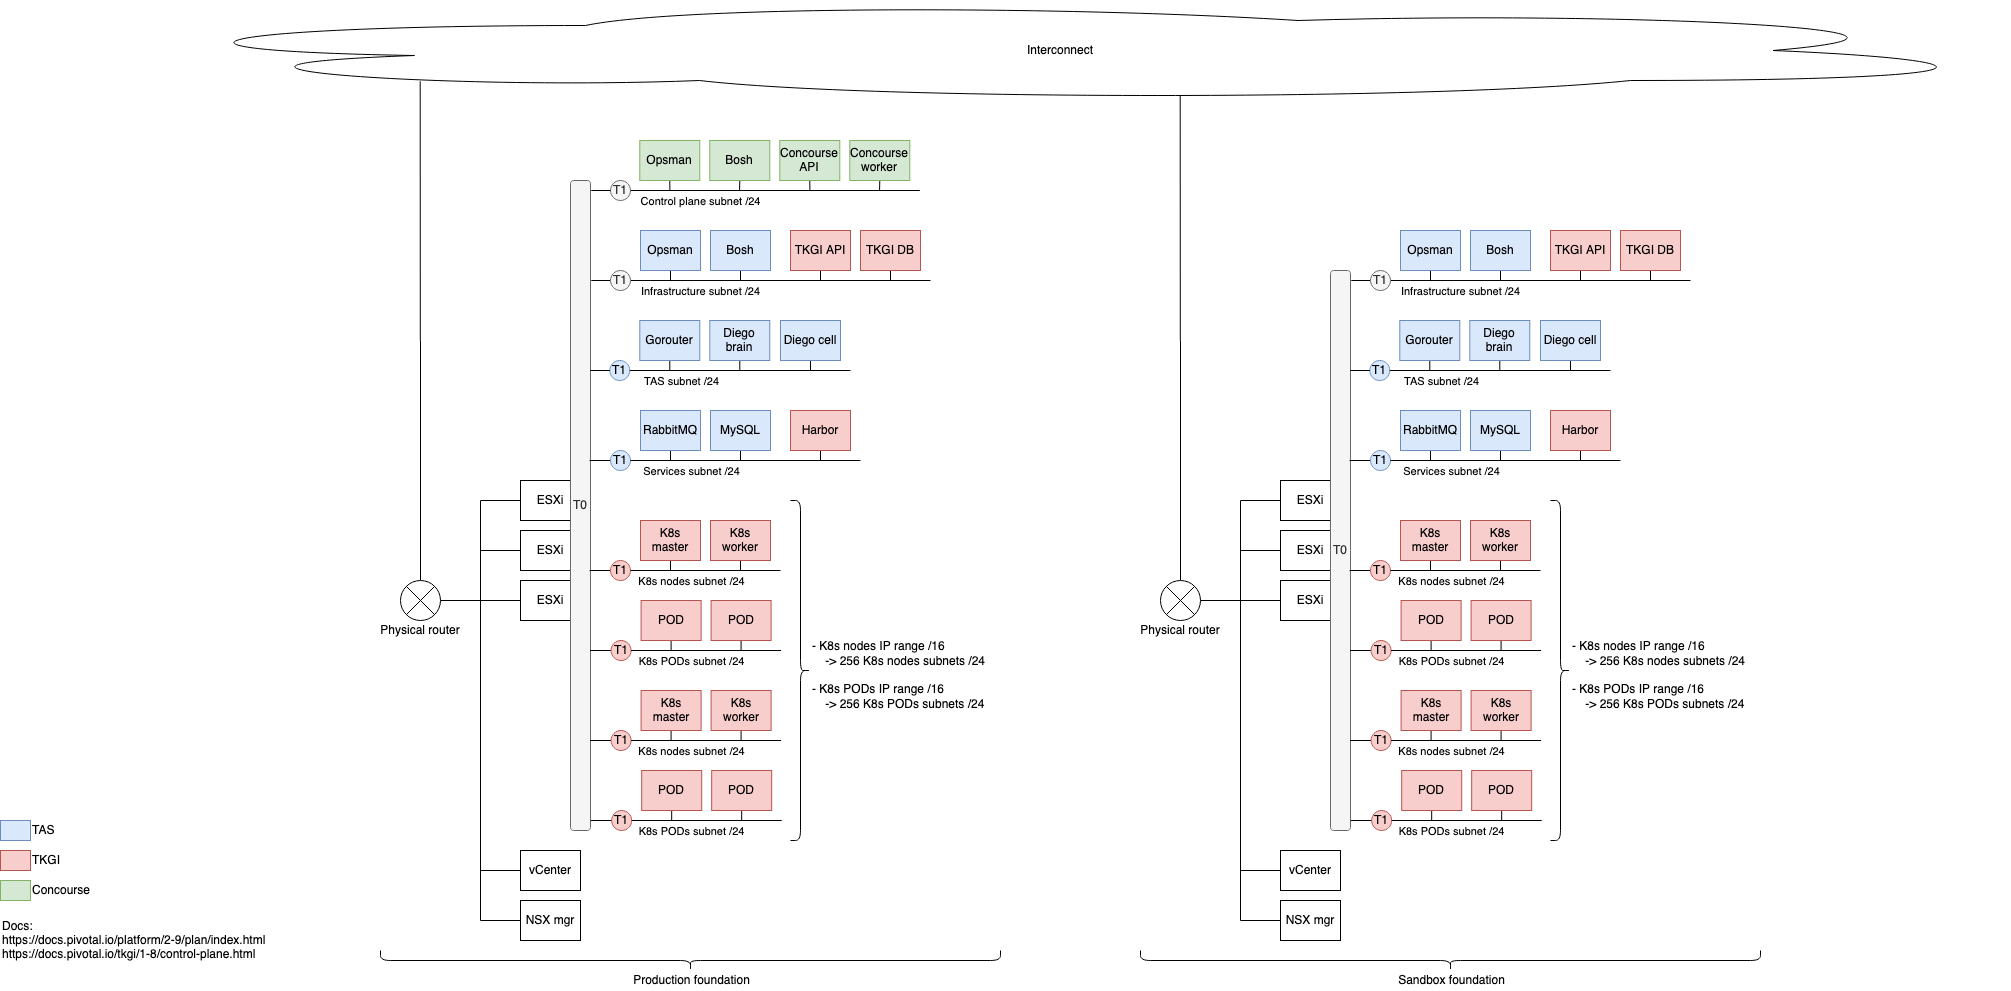 Interconnect
Opsman
Bosh
Concourse
API
Concourse
worker
T1
Control plane subnet /24
Opsman
Bosh
TKGI API
TKGI DB
T1
Infrastructure subnet /24
Gorouter
Diego
brain
Diego cell
T1
TAS subnet /24
RabbitMQ
MySQL
Harbor
T1
Services subnet /24
ESXi
T0
ESXi
ESXi
K8s
master
K8s
worker
T1
K8s nodes subnet /24
POD
POD
T1
K8s PODs subnet /24
K8s
master
K8s
worker
T1
K8s nodes subnet /24
POD
POD
T1
K8s PODs subnet /24
- K8s nodes IP range /16
-> 256 K8s nodes subnets /24
- K8s PODs IP range /16
-> 256 K8s PODs subnets /24
Physical router
vCenter
NSX mgr
Production foundation
Opsman
Bosh
TKGI API
TKGI DB
T1
Infrastructure subnet /24
Gorouter
Diego
brain
Diego cell
T1
TAS subnet /24
RabbitMQ
MySQL
Harbor
T1
Services subnet /24
ESXi
ESXi
T0
ESXi
K8s
master
K8s
worker
T1
K8s nodes subnet /24
POD
POD
T1
K8s PODs subnet /24
K8s
master
K8s
worker
T1
K8s nodes subnet /24
POD
POD
T1
K8s PODs subnet /24
- K8s nodes IP range /16
-> 256 K8s nodes subnets /24
- K8s PODs IP range /16
-> 256 K8s PODs subnets /24
Physical router
vCenter
NSX mgr
Sandbox foundation
TAS
TKGI
Concourse
Docs:
https://docs.pivotal.io/platform/2-9/plan/index.html
https://docs.pivotal.io/tkgi/1-8/control-plane.html